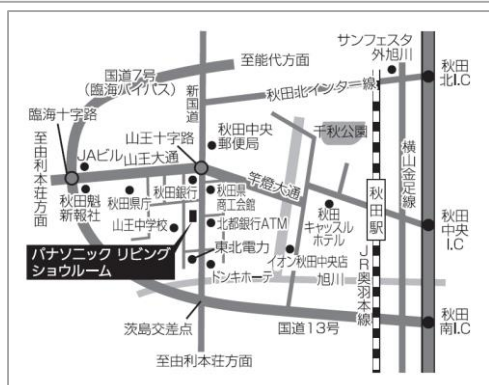 サンフェスタ
外旭川
至能代方面
国道7号
(臨海バイパス)
秋田
北I.C
新国道
秋田北インター線
臨海十字路
山王十字路
秋田中央
郵便局
千秋公園
至由利本荘方面
JAビル
山王大通
竿燈大通
横山金足線
秋田駅
秋田魁
新報社
秋田県庁
秋田銀行
秋田県
商工会館
秋田
キャッスル
ホテル
秋田
中央
I.C
山王中学校
北都銀行ATM
パナソニック リビング
ショウルーム
東北電力
イオン秋田中央店
ドンキホーテ
旭川
JR奥羽本線
秋田
南I.C
茨島交差点
国道13号
至由利本荘方面